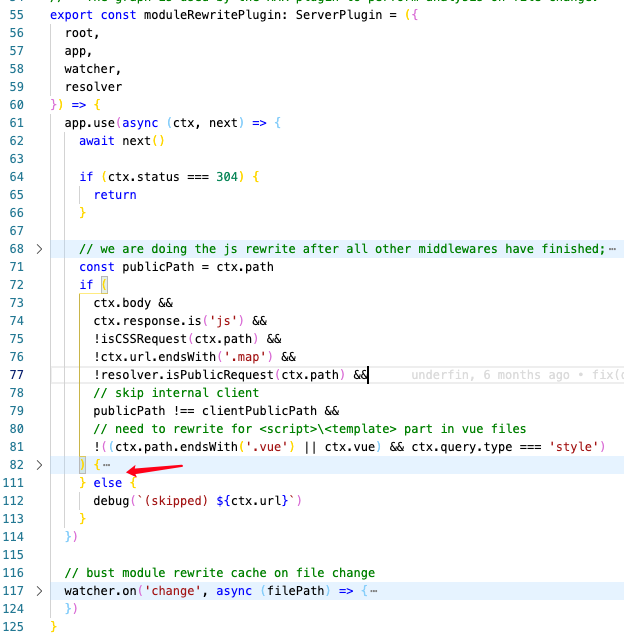 55 export const moduleRewritePlugin: ServerPlugin = ({
56 root,
57 app,
58 watcher,
59 resolver
60 }) => {
61 app.use(async (ctx, next) => {
62 await next()
63
64 if (ctx.status === 304) {
65 return
66 }
67
68 // we are doing the js rewrite after all other middlewares have finished;⋯
71 const publicPath = ctx.path
72 if (
73 ctx.body &&
74 ctx.response.is('js') &&
75 !isCSSRequest(ctx.path) &&
76 !ctx.url.endsWith('.map') &&
77 !resolver.isPublicRequest(ctx.path) && underfin, 6 months ago • fix(
78 // skip internal client
79 publicPath !== clientPublicPath &&
80 // need to rewrite for <script>\<template> part in vue files
81 !((ctx.path.endsWith('.vue') || ctx.vue) && ctx.query.type === 'style')
82 ) {⋯
111 } else {
112 debug(`(skipped) ${ctx.url}`)
113 }
114 })
115
116 // bust module rewrite cache on file change
117 watcher.on('change', async (filePath) => {⋯
124 })
125 }